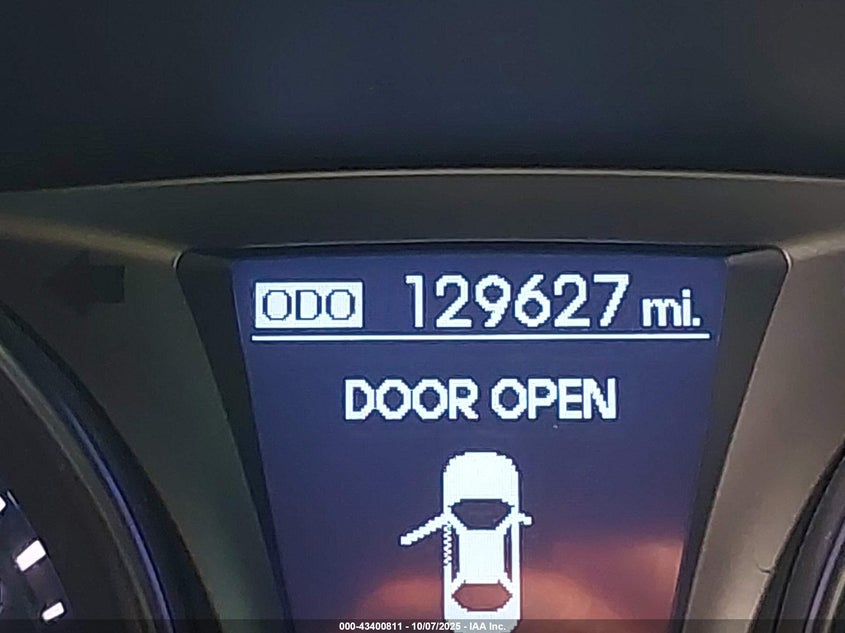 ODO 129627 mi.
DOOR OPEN
000-43400811 - 10/07/2025 - IAA Inc.